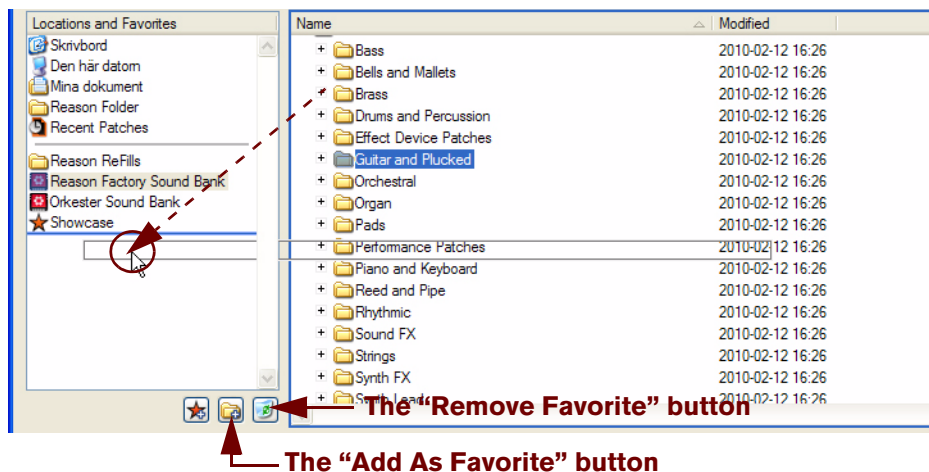 Locations and Favorites
Skrivbord
Den här datorn
Mina dokument
Reason Folder
Recent Patches
Reason ReFills
Reason Factory Sound Bank
Orkester Sound Bank
Showcase
Name Modified
Bass 2010-02-12 16:26
Bells and Mallets 2010-02-12 16:26
Brass 2010-02-12 16:26
Drums and Percussion 2010-02-12 16:26
Effect Device Patches 2010-02-12 16:26
Guitar and Plucked 2010-02-12 16:26
Orchestral 2010-02-12 16:26
Organ 2010-02-12 16:26
Pads 2010-02-12 16:26
Performance Patches 2010-02-12 16:26
Piano and Keyboard 2010-02-12 16:26
Reed and Pipe 2010-02-12 16:26
Rhythmic 2010-02-12 16:26
Sound FX 2010-02-12 16:26
Strings 2010-02-12 16:26
Synth FX 2010-02-12 16:26
Synth Lead 2010-02-12 16:26
The “Remove Favorite” button
The “Add As Favorite” button